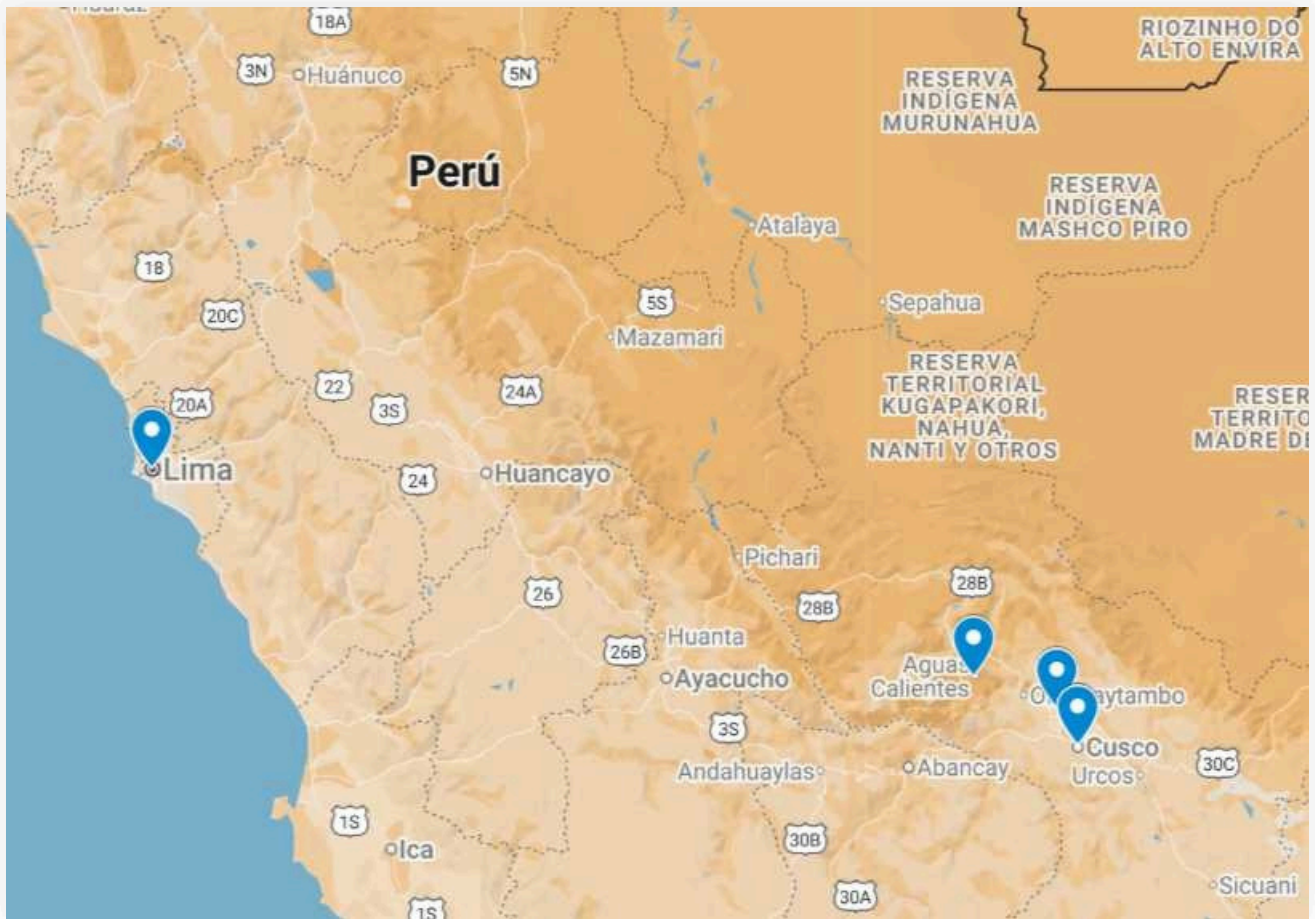 18A
3N
Huánuco
5N
RIOZINHO DO
ALTO ENVIRA
RESERVA
INDÍGENA
MURUNAHUA
Perú
RESERVA
INDÍGENA
MASHCO PIRO
Atalaya
18
20C
5S
Sepahua
Mazamari
RESERVA
TERRITORIAL
KUGAPAKORI,
NAHUA,
NANTI Y OTROS
22
24A
20A
3S
RESER
TERRITO
MADRE DE
Lima
24
Huancayo
Pichari
28B
28B
26
Huanta
26B
Ayacucho
Aguas
Calientes
3S
Cusco
Andahuaylas
Abancay
Urcos
30C
1S
Ica
30B
30A
Sicuani
1S